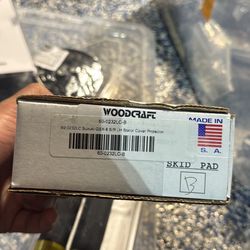 WOODCRAFT
60-0232LC-B
60-0232LC Suzuki GSX-8 S/R LH Stator Cover Protector
60-0232LC-B
MADE IN
U. S. A.
SKID PAD
B